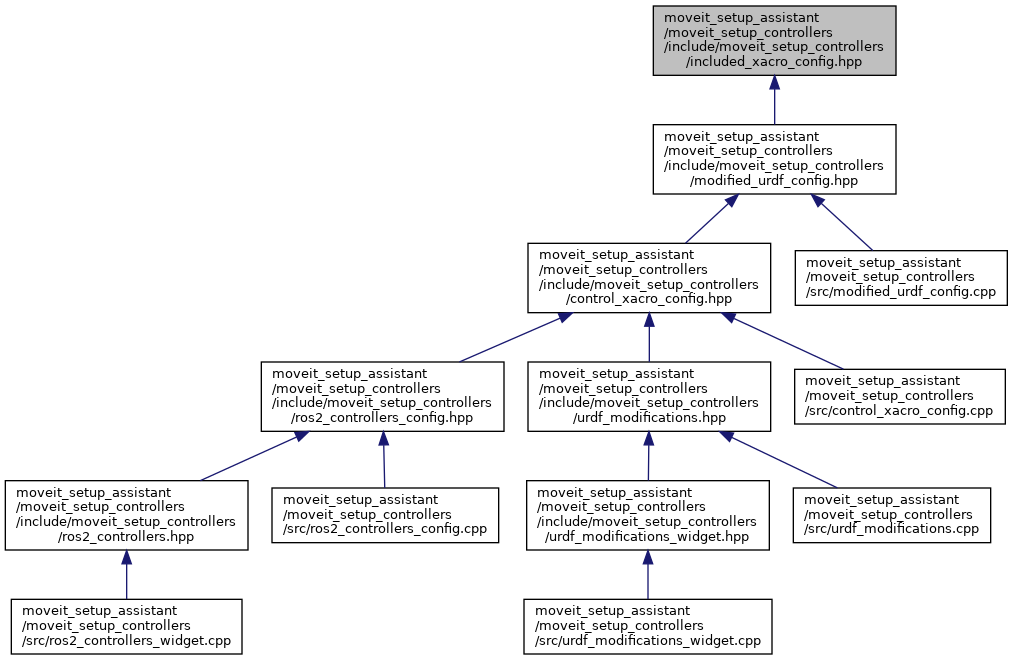 moveit_setup_assistant
/moveit_setup_controllers
/include/moveit_setup_controllers
/included_xacro_config.hpp
moveit_setup_assistant
/moveit_setup_controllers
/include/moveit_setup_controllers
/modified_urdf_config.hpp
moveit_setup_assistant
/moveit_setup_controllers
/include/moveit_setup_controllers
/control_xacro_config.hpp
moveit_setup_assistant
/moveit_setup_controllers
/src/modified_urdf_config.cpp
moveit_setup_assistant
/moveit_setup_controllers
/include/moveit_setup_controllers
/ros2_controllers_config.hpp
moveit_setup_assistant
/moveit_setup_controllers
/include/moveit_setup_controllers
/urdf_modifications.hpp
moveit_setup_assistant
/moveit_setup_controllers
/src/control_xacro_config.cpp
moveit_setup_assistant
/moveit_setup_controllers
/include/moveit_setup_controllers
/ros2_controllers.hpp
moveit_setup_assistant
/moveit_setup_controllers
/src/ros2_controllers_config.cpp
moveit_setup_assistant
/moveit_setup_controllers
/include/moveit_setup_controllers
/urdf_modifications_widget.hpp
moveit_setup_assistant
/moveit_setup_controllers
/src/urdf_modifications.cpp
moveit_setup_assistant
/moveit_setup_controllers
/src/ros2_controllers_widget.cpp
moveit_setup_assistant
/moveit_setup_controllers
/src/urdf_modifications_widget.cpp